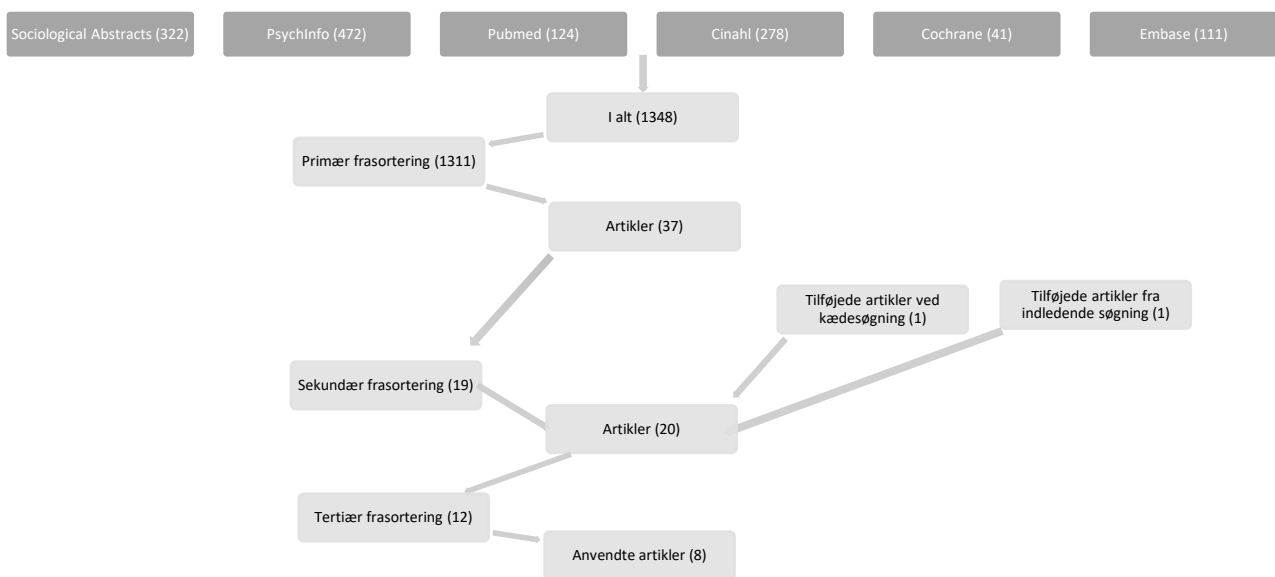 Sociological Abstracts (322)
PsychInfo (472)
Pubmed (124)
Cinahl (278)
Cochrane (41)
Embase (111)
I alt (1348)
Primær frasortering (1311)
Artikler (37)
Tilføjede artikler ved
kædesøgning (1)
Tilføjede artikler fra
indledende søgning (1)
Sekundær frasortering (19)
Artikler (20)
Tertiær frasortering (12)
Anvendte artikler (8)